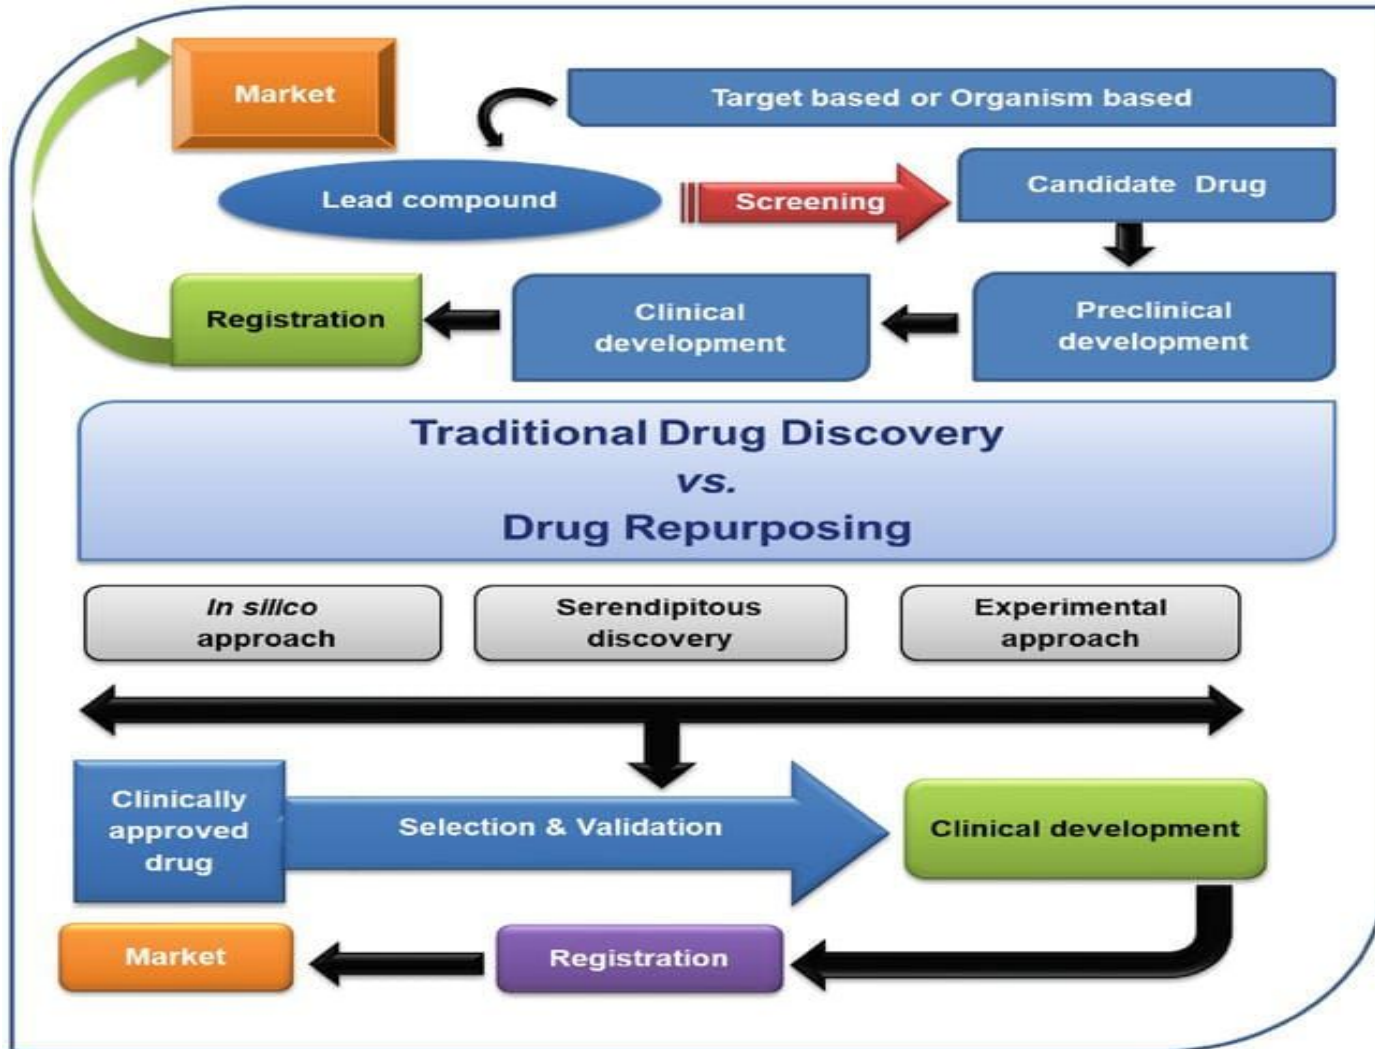 Market
Target based or Organism based
Lead compound
Screening
Candidate Drug
Registration
Clinical
development
Preclinical
development
Traditional Drug Discovery
vs.
Drug Repurposing
In silico
approach
Serendipitous
discovery
Experimental
approach
Clinically
approved
drug
Selection & Validation
Clinical development
Market
Registration